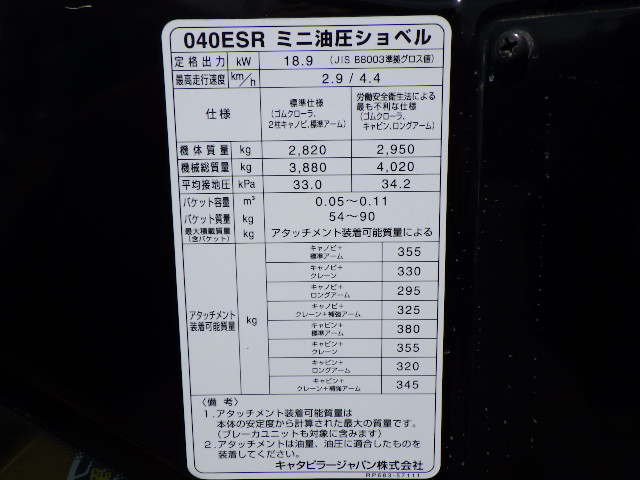 040ESR ミニ油圧ショベル
定格出力 kW 18.9 (JIS B8003準拠グロス値)
最高走行速度 km/h 2.9 / 4.4
仕様 標準仕様 (ゴムクローラ、2柱キャノピ、標準アーム) 労働安全衛生法による最も不利な仕様 (ゴムクローラ、キャビン、ロングアーム)
機体質量 kg 2,820 2,950
機械総質量 kg 3,880 4,020
平均接地圧 kPa 33.0 34.2
バケット容量 m³ 0.05〜0.11
バケット質量 kg 54〜90
最大積載質量 (含バケット) kg アタッチメント装着可能質量による
アタッチメント装着可能質量 kg
キャノピ+標準アーム 355
キャノピ+クレーン 330
キャノピ+ロングアーム 295
キャノピ+クレーン+補強アーム 325
キャビン+標準アーム 380
キャビン+クレーン 355
キャビン+ロングアーム 320
キャビン+クレーン+補強アーム 345
〈備考〉
1.アタッチメント装着可能質量は
本体の安定度から計算された最大の質量です。
(ブレーカユニットも対象に含みます)
2.アタッチメントは油量、油圧に適合したものを
装着してください。
キャタピラージャパン株式会社
RP683-57111